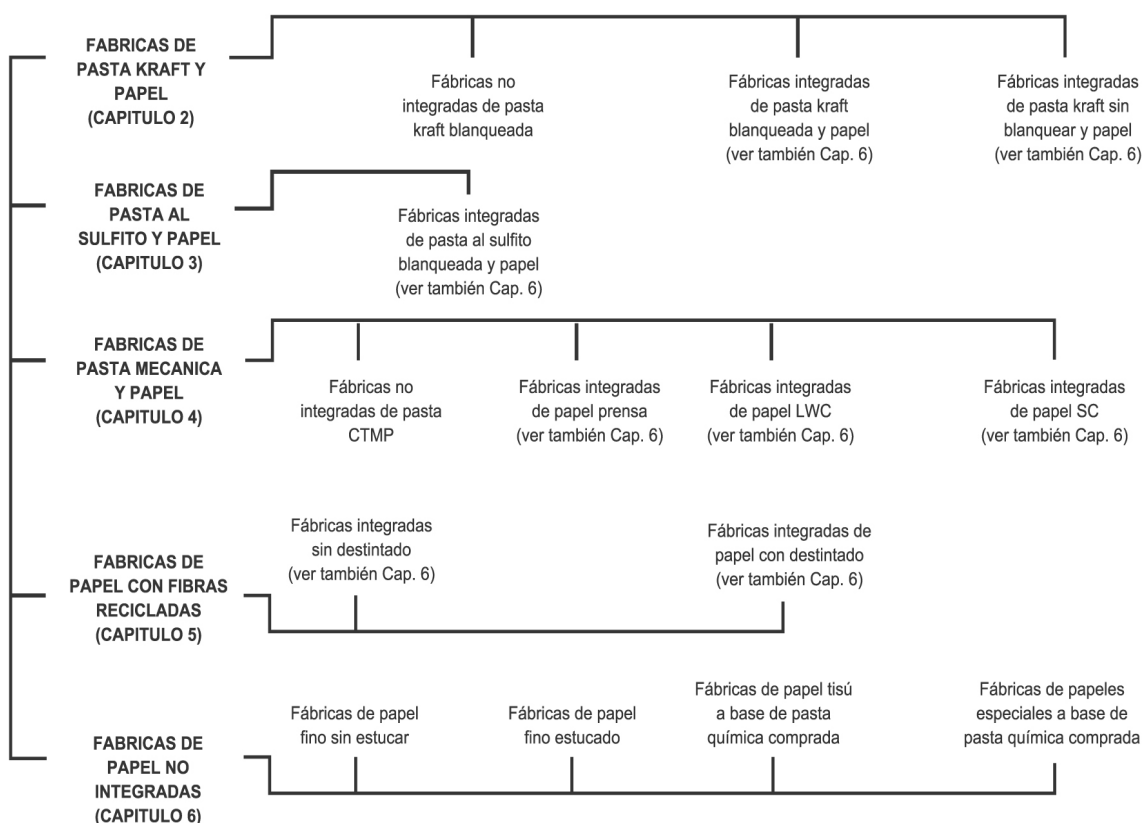 FABRICAS DE
PASTA KRAFT Y
PAPEL
(CAPITULO 2)
Fábricas no
integradas de pasta
kraft blanqueada
Fábricas integradas
de pasta kraft
blanqueada y papel
(ver también Cap. 6)
Fábricas integradas
de pasta kraft sin
blanquear y papel
(ver también Cap. 6)
FABRICAS DE
PASTA AL
SULFITO Y PAPEL
(CAPITULO 3)
Fábricas integradas
de pasta al sulfito
blanqueada y papel
(ver también Cap. 6)
FABRICAS DE
PASTA MECANICA
Y PAPEL
(CAPITULO 4)
Fábricas no
integradas de pasta
CTMP
Fábricas integradas
de papel prensa
(ver también Cap. 6)
Fábricas integradas
de papel LWC
(ver también Cap. 6)
Fábricas integradas
de papel SC
(ver también Cap. 6)
FABRICAS DE
PAPEL CON FIBRAS
RECICLADAS
(CAPITULO 5)
Fábricas integradas
sin destintado
(ver también Cap. 6)
Fábricas integradas de
papel con destintado
(ver también Cap. 6)
FABRICAS DE
PAPEL NO
INTEGRADAS
(CAPITULO 6)
Fábricas de papel
fino sin estucar
Fábricas de papel
fino estucado
Fábricas de papel tisú
a base de pasta
química comprada
Fábricas de papeles
especiales a base de
pasta química comprada